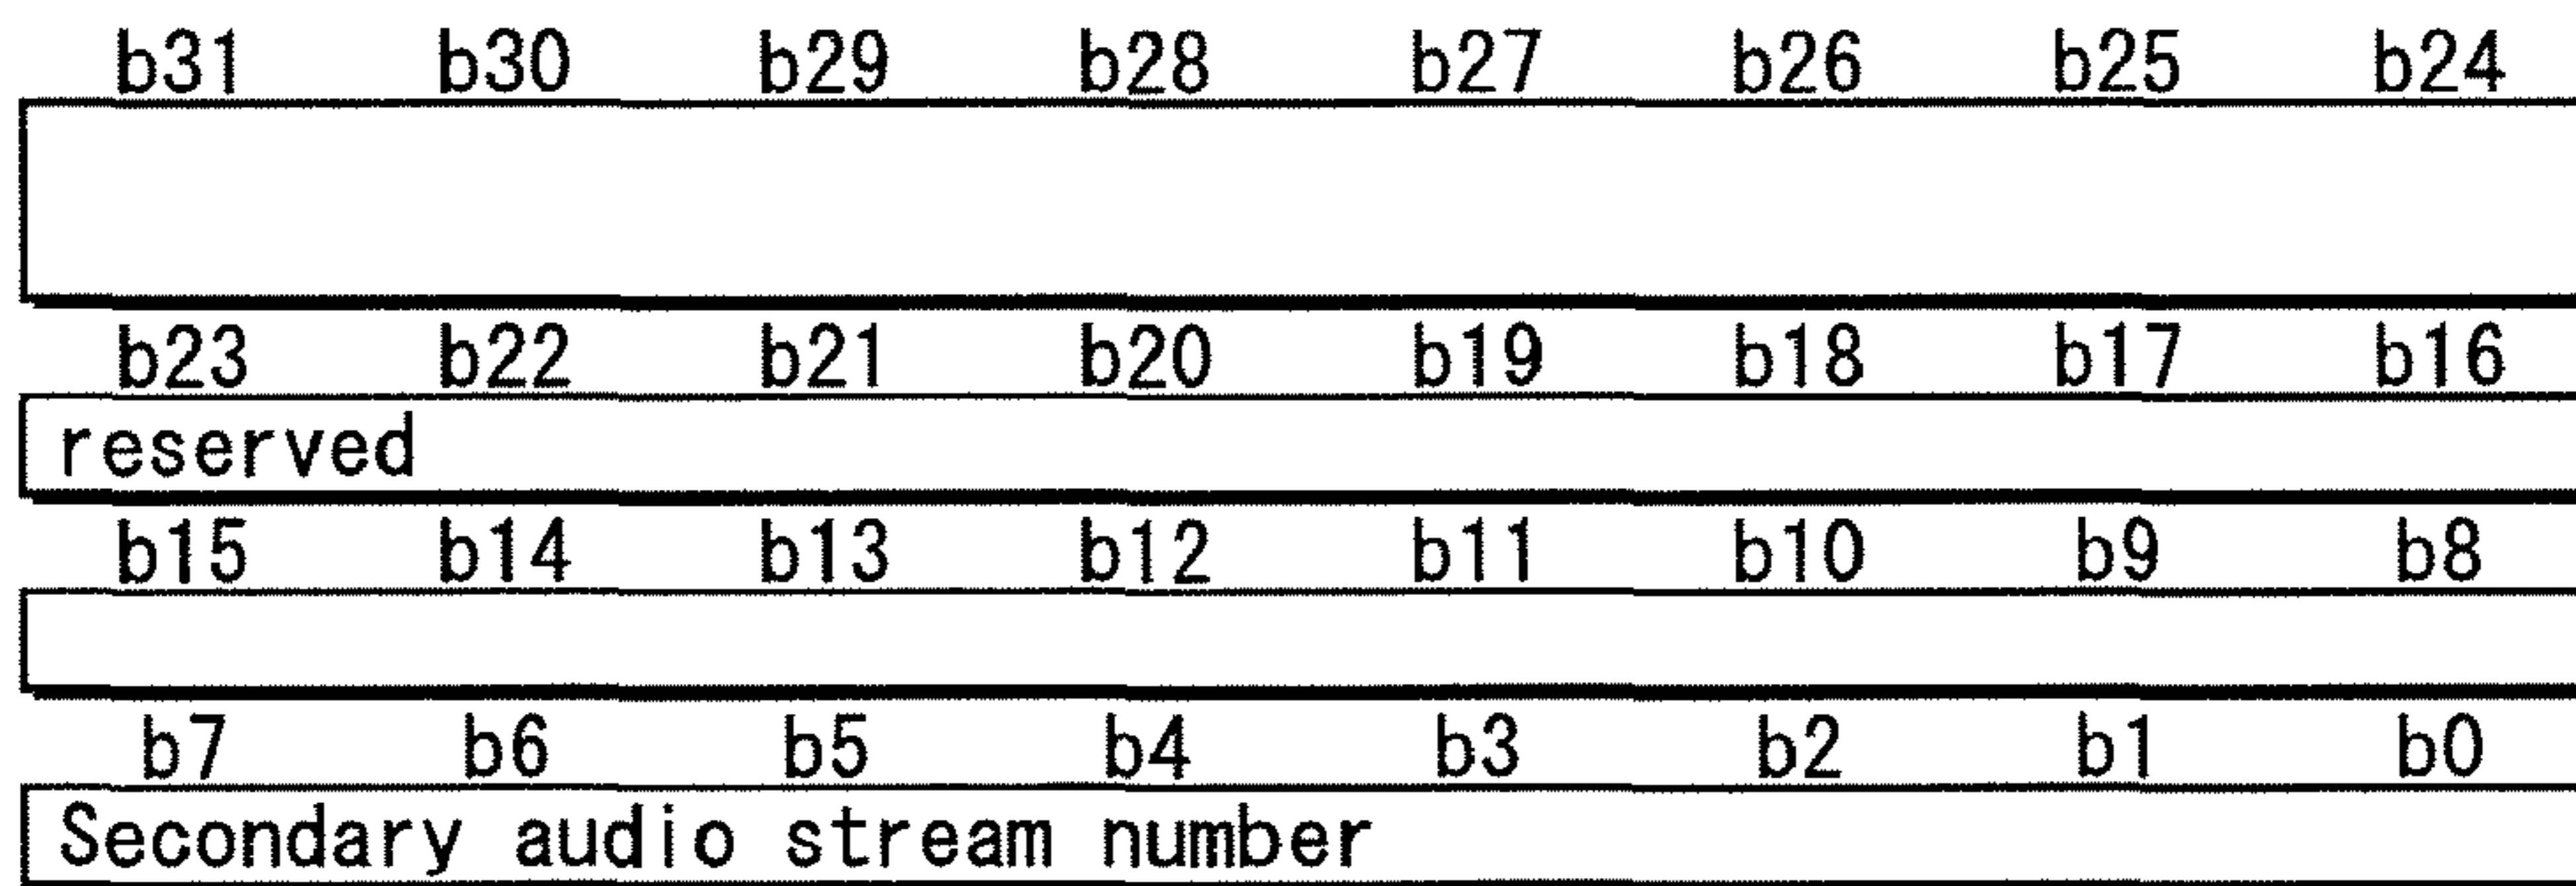 b31 b30 b29 b28 b27 b26 b25 b24
b23 b22 b21 b20 b19 b18 b17 b16
reserved
b15 b14 b13 b12 b11 b10 b9 b8
b7 b6 b5 b4 b3 b2 b1 b0
Secondary audio stream number